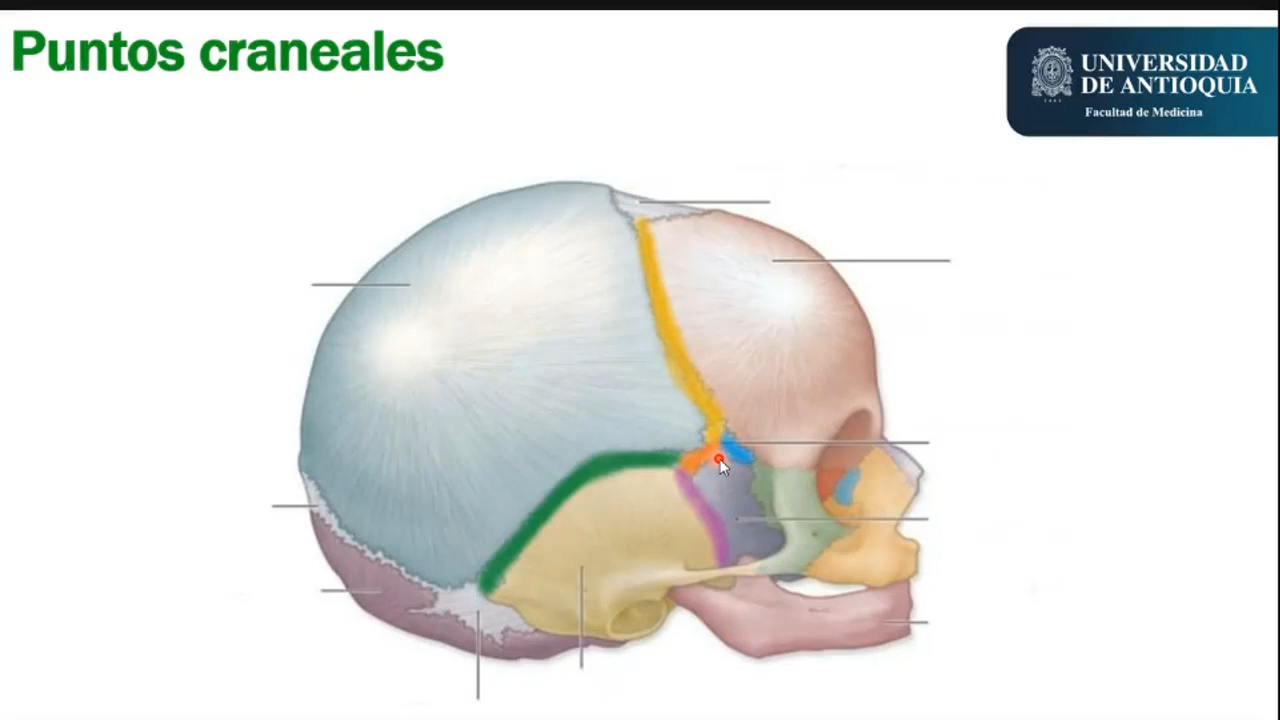 Puntos craneales
UNIVERSIDAD
DE ANTIOQUIA
Facultad de Medicina